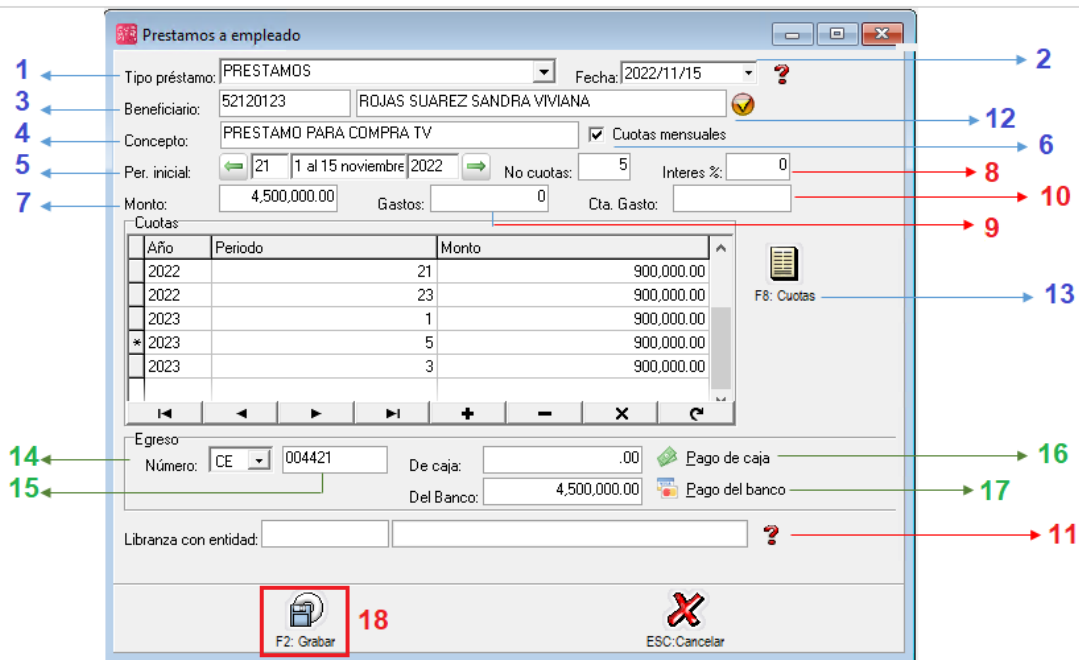 Prestamos a empleado
1 Tipo préstamo: PRESTAMOS Fecha: 2022/11/15 ? 2
3 Beneficiario: 52120123 ROJAS SUAREZ SANDRA VIVIANA 12
4 Concepto: PRESTAMO PARA COMPRA TV Cuotas mensuales 6
5 Per. inicial: 21 1 al 15 noviembre 2022 No cuotas: 5 Interes %: 0 8
7 Monto: 4,500,000.00 Gastos: 0 Cta. Gasto: 10
9
Cuotas
Año Periodo Monto
2022 21 900,000.00
2022 23 900,000.00
2023 1 900,000.00
* 2023 5 900,000.00
2023 3 900,000.00
F8: Cuotas 13
Egreso
14 Número: CE 004421 De caja: .00 Pago de caja 16
15 Del Banco: 4,500,000.00 Pago del banco 17
Libranza con entidad: ? 11
F2: Grabar 18 ESC:Cancelar